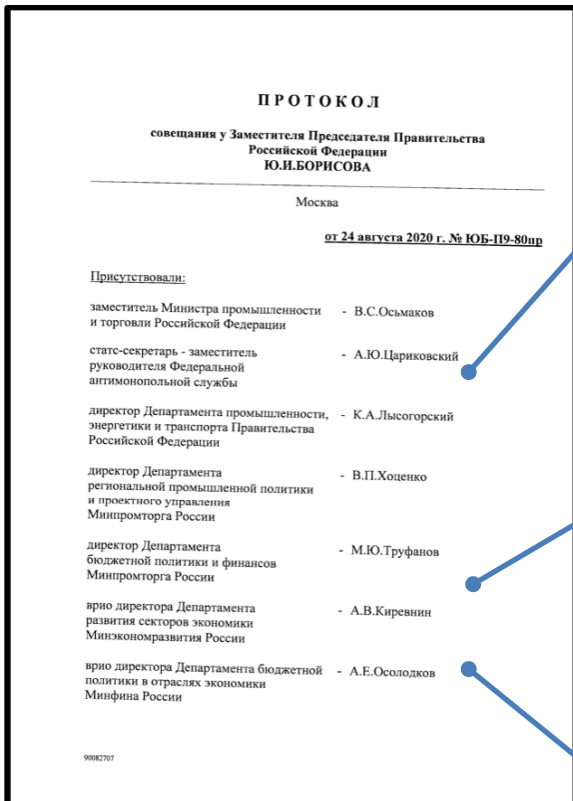 ПРОТОКОЛ
совещания у Заместителя Председателя Правительства
Российской Федерации
Ю.И.БОРИСОВА
Москва
от 24 августа 2020 г. № ЮБ-П9-80пр
Присутствовали:
заместитель Министра промышленности - В.С.Осьмаков
и торговли Российской Федерации
статс-секретарь - заместитель - А.Ю.Цариковский
руководителя Федеральной
антимонопольной службы
директор Департамента промышленности, - К.А.Лысогорский
энергетики и транспорта Правительства
Российской Федерации
директор Департамента - В.П.Хоценко
региональной промышленной политики
и проектного управления
Минпромторга России
директор Департамента - М.Ю.Труфанов
бюджетной политики и финансов
Минпромторга России
врио директора Департамента - А.В.Киревнин
развития секторов экономики
Минэкономразвития России
врио директора Департамента бюджетной - А.Е.Осолодков
политики в отраслях экономики
Минфина России
90082707